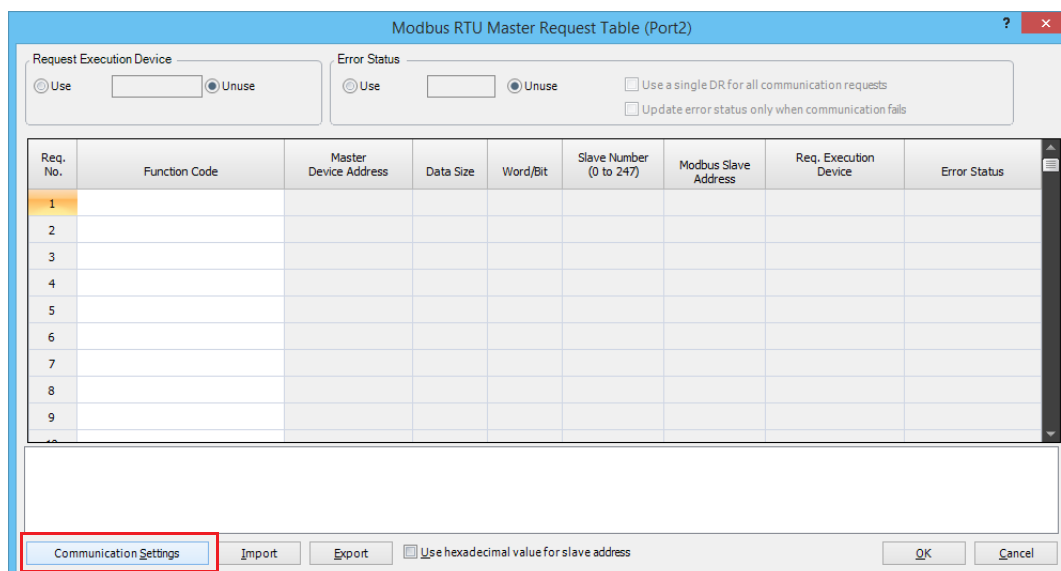 Modbus RTU Master Request Table (Port2)
? ×
Request Execution Device
Use
Unuse
Error Status
Use
Unuse
Use a single DR for all communication requests
Update error status only when communication fails
Req. No.
Function Code
Master Device Address
Data Size
Word/Bit
Slave Number (0 to 247)
Modbus Slave Address
Req. Execution Device
Error Status
1
2
3
4
5
6
7
8
9
Communication Settings
Import
Export
Use hexadecimal value for slave address
OK
Cancel